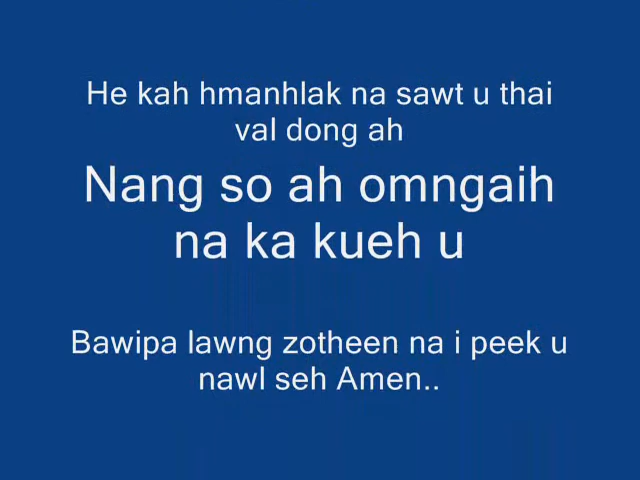 He kah hmanhlak na sawt u thai
val dong ah
Nang so ah omngaih
na ka kueh u
Bawipa lawng zotheen na i peek u
nawl seh Amen..